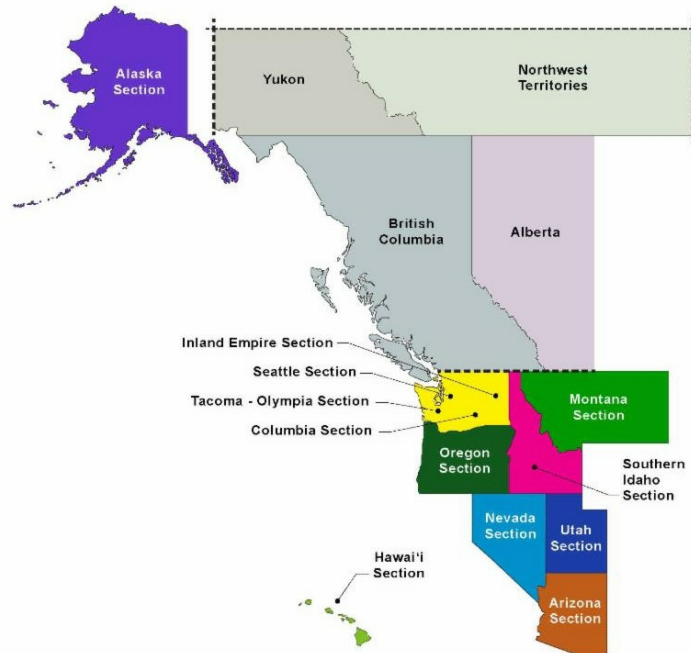 Alaska
Section
Yukon
Northwest
Territories
British
Columbia
Alberta
Inland Empire Section
Seattle Section
Tacoma - Olympia Section
Columbia Section
Montana
Section
Oregon
Section
Southern
Idaho
Section
Nevada
Section
Utah
Section
Hawai‘i
Section
Arizona
Section